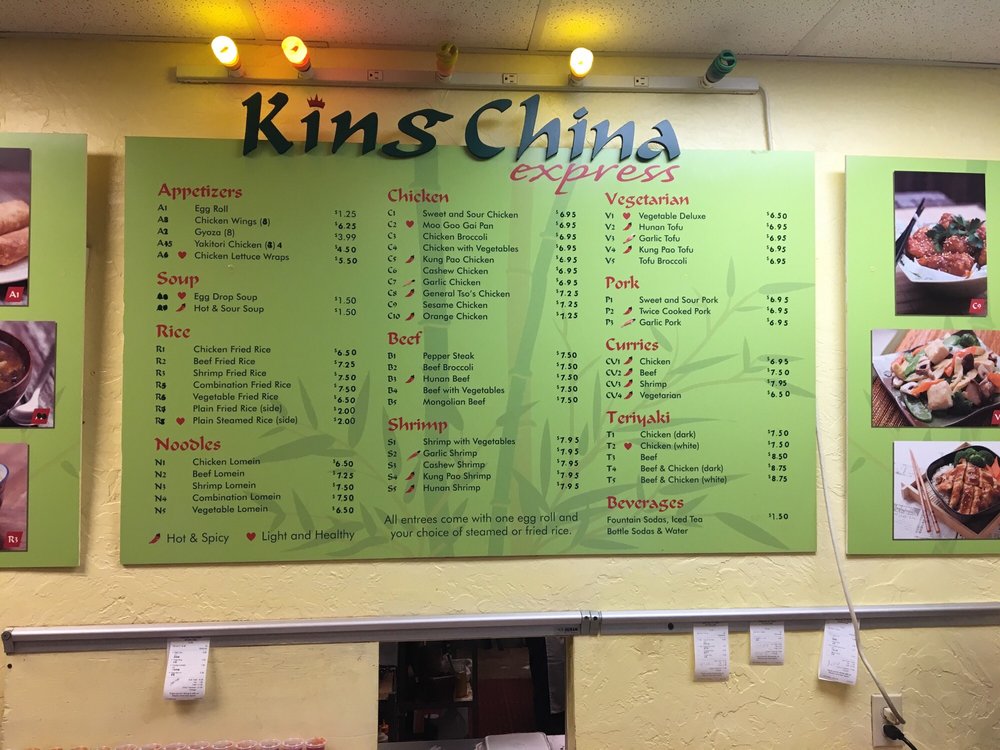 King China
express
Appetizers
A1 Egg Roll $1.25
A3 Chicken Wings (8) $6.25
A2 Gyoza (8) $3.99
A45 Yakitori Chicken (8) 4 $4.50
A6 Chicken Lettuce Wraps $5.50
Soup
Egg Drop Soup $1.50
Hot & Sour Soup $1.50
Rice
R1 Chicken Fried Rice $6.50
R2 Beef Fried Rice $7.25
R3 Shrimp Fried Rice $7.50
Combination Fried Rice $7.50
Vegetable Fried Rice $6.50
Plain Fried Rice (side) $2.00
Plain Steamed Rice (side) $2.00
Noodles
N1 Chicken Lomein $6.50
N2 Beef Lomein $7.25
N3 Shrimp Lomein $7.50
N4 Combination Lomein $7.50
N5 Vegetable Lomein $6.50
Hot & Spicy Light and Healthy
Chicken
C1 Sweet and Sour Chicken $6.95
C2 Moo Goo Gai Pan $6.95
C3 Chicken Broccoli $6.95
C4 Chicken with Vegetables $6.95
C5 Kung Pao Chicken $6.95
C6 Cashew Chicken $6.95
C7 Garlic Chicken $6.95
C8 General Tso's Chicken $7.25
C9 Sesame Chicken $7.25
C10 Orange Chicken $7.25
Beef
B1 Pepper Steak $7.50
B2 Beef Broccoli $7.50
B3 Hunan Beef $7.50
B4 Beef with Vegetables $7.50
B5 Mongolian Beef $7.50
Shrimp
S1 Shrimp with Vegetables $7.95
S2 Garlic Shrimp $7.95
S3 Cashew Shrimp $7.95
S4 Kung Pao Shrimp $7.95
S5 Hunan Shrimp $7.95
All entrees come with one egg roll and
your choice of steamed or fried rice.
Vegetarian
V1 Vegetable Deluxe $6.50
V2 Hunan Tofu $6.95
V3 Garlic Tofu $6.95
V4 Kung Pao Tofu $6.95
V5 Tofu Broccoli $6.95
Pork
P1 Sweet and Sour Pork $6.95
P2 Twice Cooked Pork $6.95
P3 Garlic Pork $6.95
Curries
CU1 Chicken $6.95
CU2 Beef $7.50
CU3 Shrimp $7.95
CU4 Vegetarian $6.50
Teriyaki
T1 Chicken (dark) $7.50
T2 Chicken (white) $7.50
T3 Beef $8.50
T4 Beef & Chicken (dark) $8.75
T5 Beef & Chicken (white) $8.75
Beverages
Fountain Sodas, Iced Tea $1.50
Bottle Sodas & Water
A1
R3
C9
V